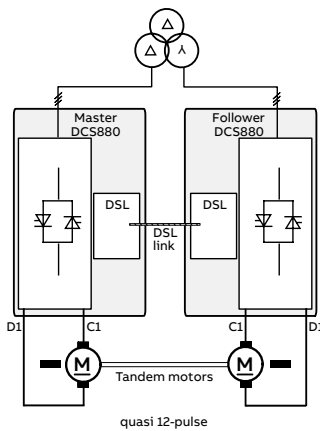 Δ
Δ Y
Master
DCS880
Follower
DCS880
DSL
DSL
DSL
link
D1
C1
C1
D1
M
M
Tandem motors
quasi 12-pulse